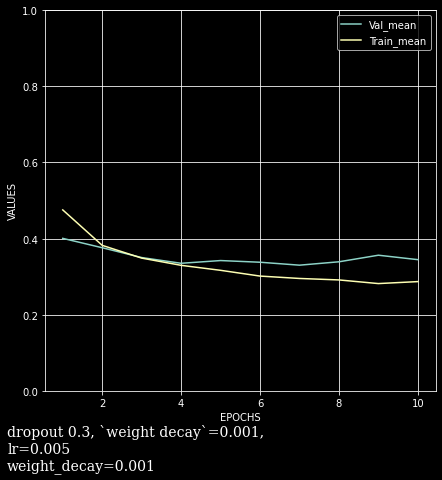 1.0
Val_mean
Train_mean
0.8
0.6
VALUES
0.4
0.2
0.0
2 4 6 8 10
EPOCHS
dropout 0.3, `weight decay`=0.001,
lr=0.005
weight_decay=0.001